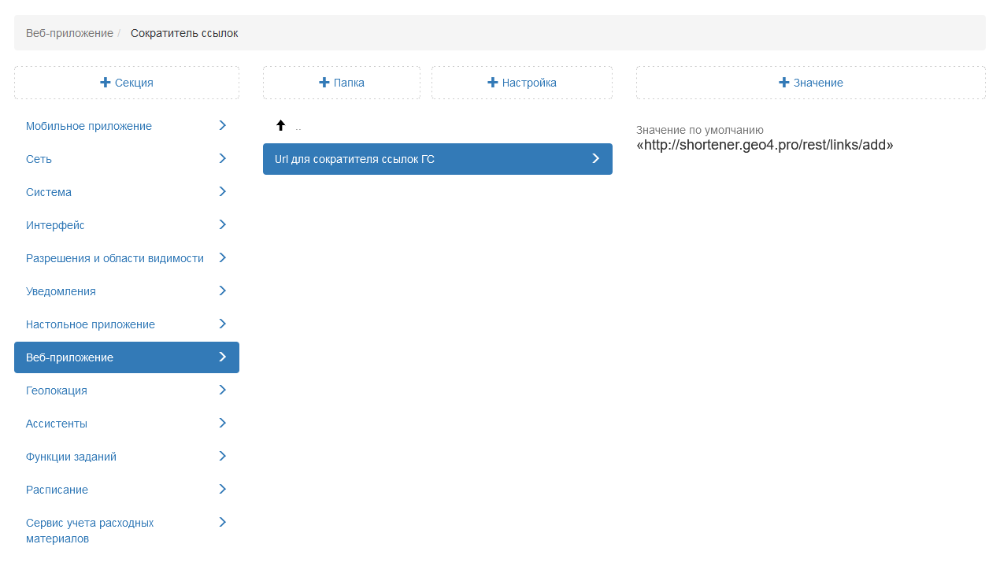 Веб-приложение / Сократитель ссылок
Секция
Папка
Настройка
Значение
Мобильное приложение
Сеть
Система
Интерфейс
Разрешения и области видимости
Уведомления
Настольное приложение
Веб-приложение
Геолокация
Ассистенты
Функции заданий
Расписание
Сервис учета расходных
материалов
..
Url для сократителя ссылок ГС
Значение по умолчанию
«http://shortener.geo4.pro/rest/links/add»